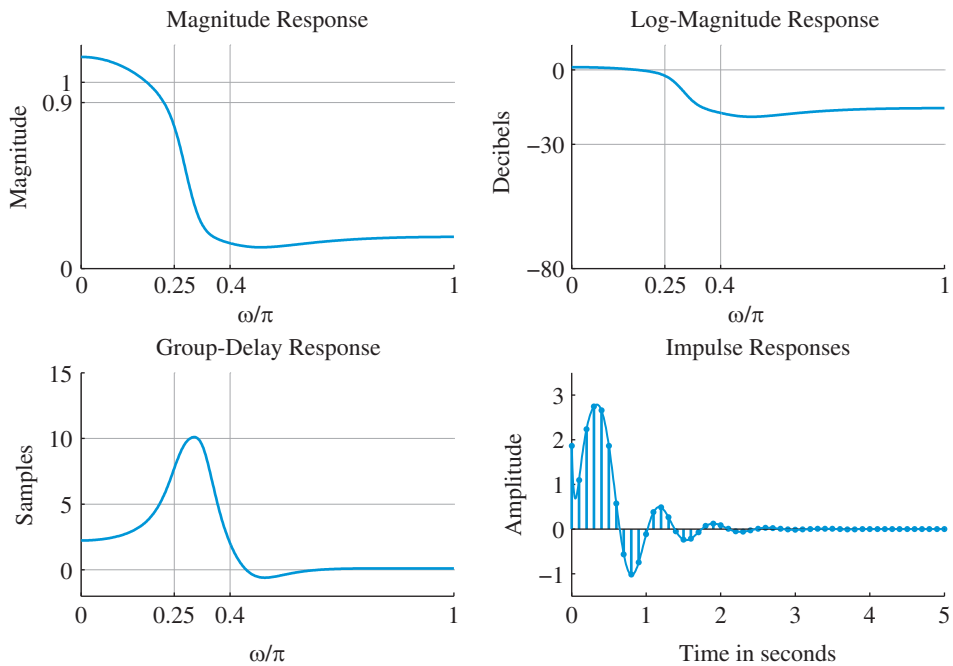 Magnitude Response
Magnitude
1
0.9
0
0
0.25
0.4
1
ω/π
Log-Magnitude Response
Decibels
0
−30
−80
0
0.25
0.4
1
ω/π
Group-Delay Response
Samples
15
10
5
0
0
0.25
0.4
1
ω/π
Impulse Responses
Amplitude
3
2
1
0
−1
0
1
2
3
4
5
Time in seconds